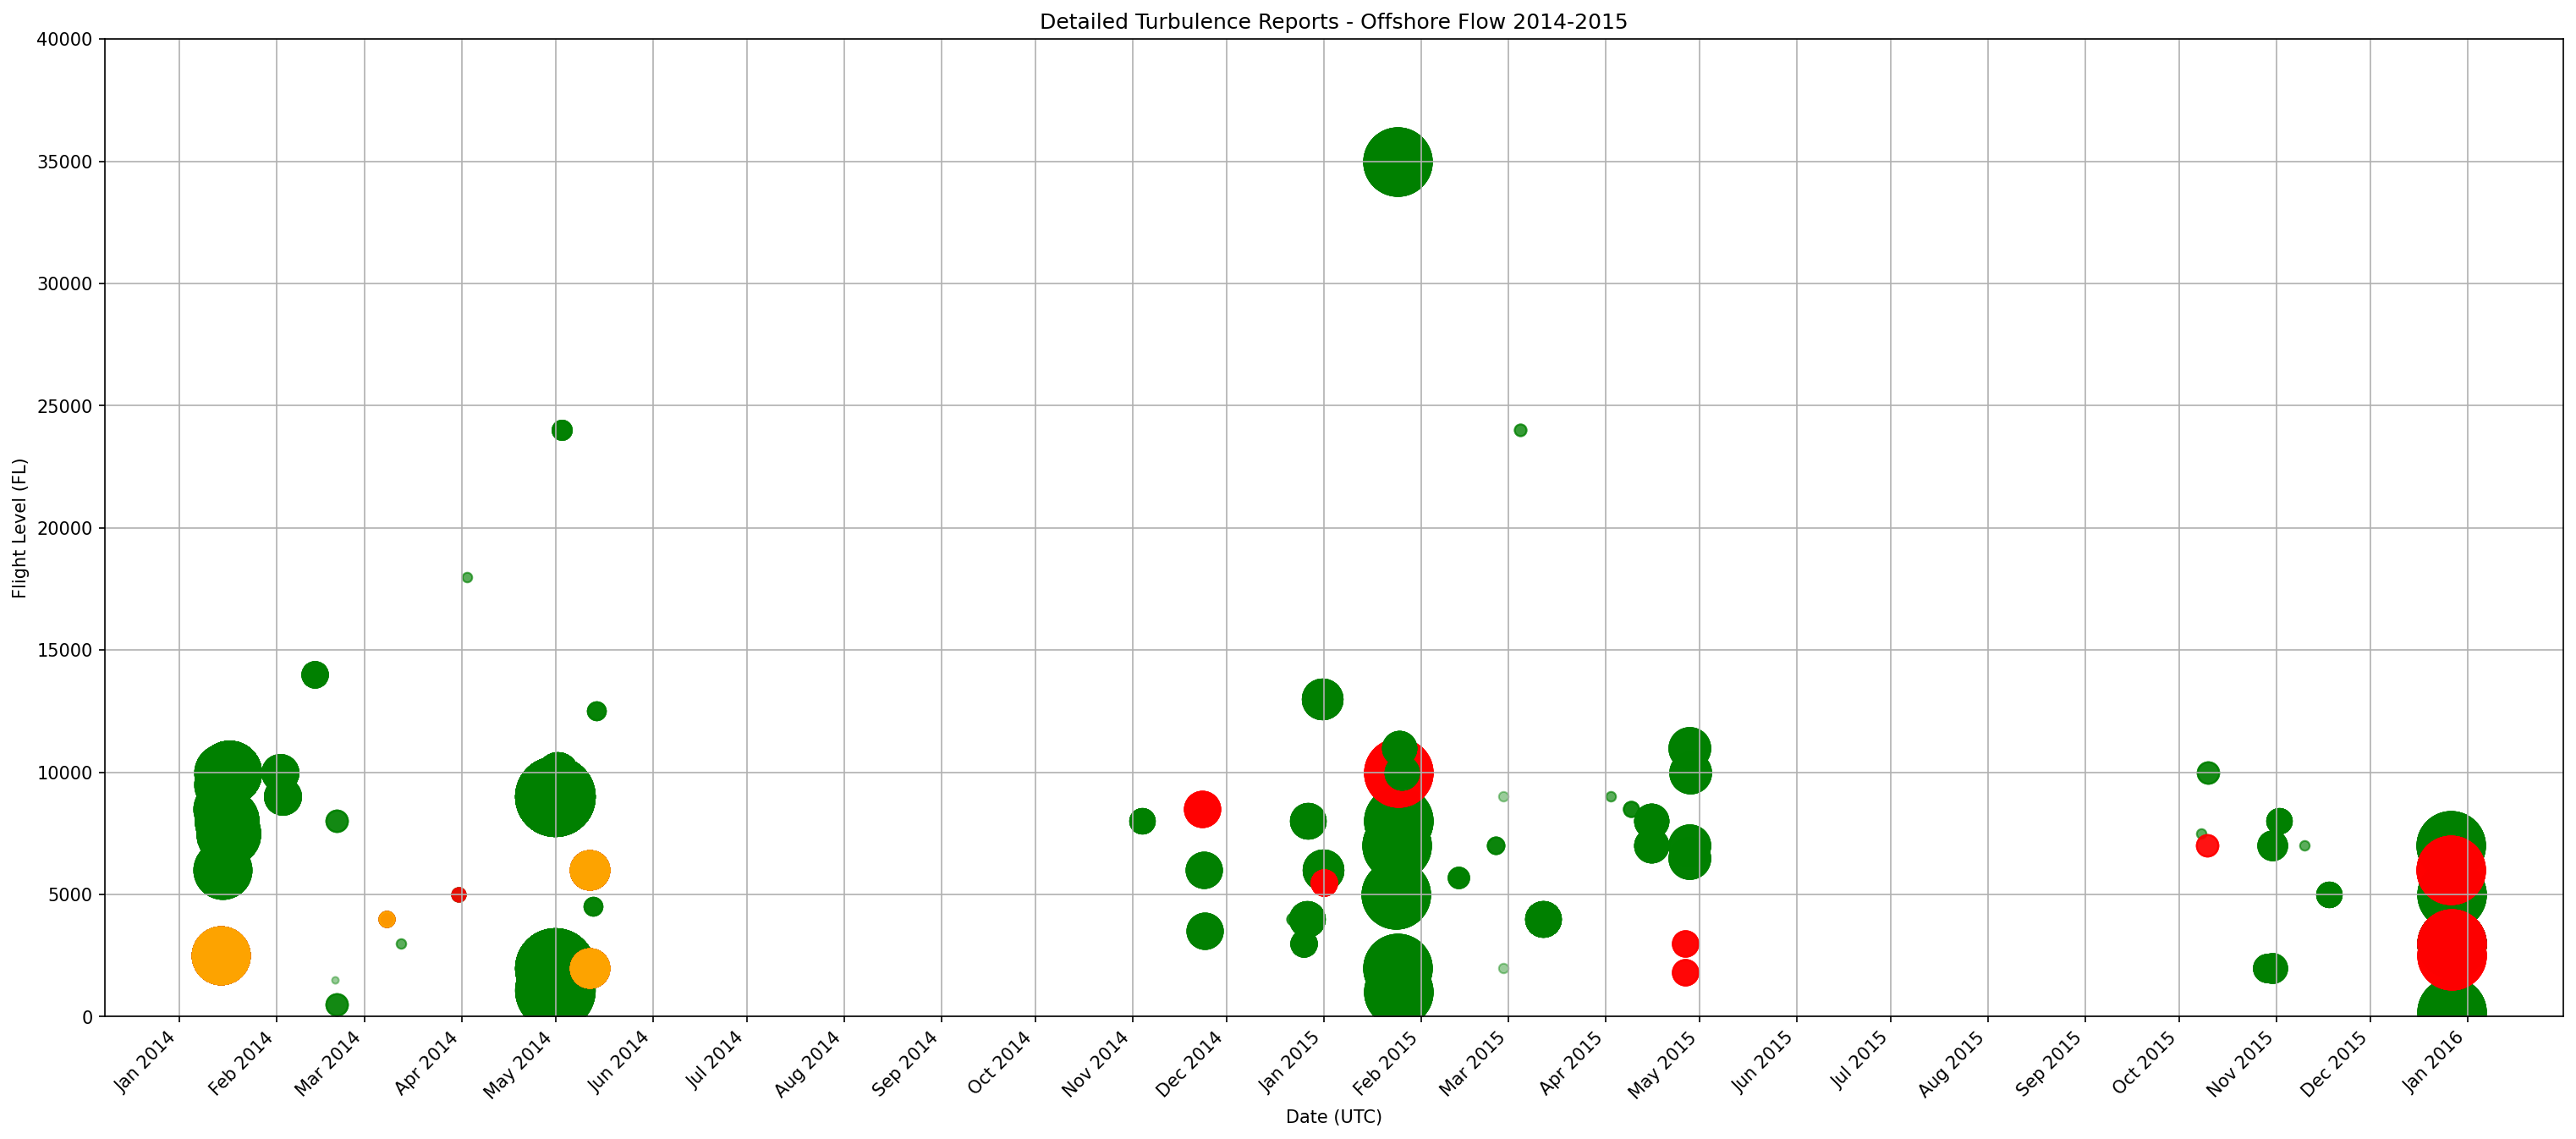 Detailed Turbulence Reports - Offshore Flow 2014-2015
40000
35000
30000
25000
20000
15000
10000
5000
0
Flight Level (FL)
Jan 2014
Feb 2014
Mar 2014
Apr 2014
May 2014
Jun 2014
Jul 2014
Aug 2014
Sep 2014
Oct 2014
Nov 2014
Dec 2014
Jan 2015
Feb 2015
Mar 2015
Apr 2015
May 2015
Jun 2015
Jul 2015
Aug 2015
Sep 2015
Oct 2015
Nov 2015
Dec 2015
Jan 2016
Date (UTC)